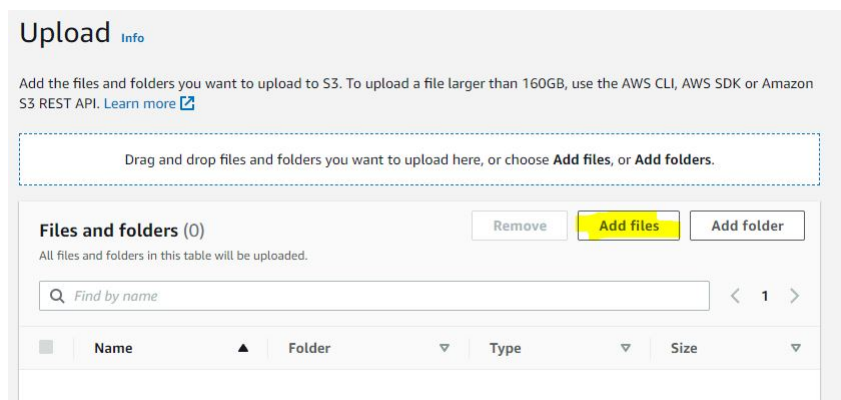 Upload Info
Add the files and folders you want to upload to S3. To upload a file larger than 160GB, use the AWS CLI, AWS SDK or Amazon
S3 REST API. Learn more
Drag and drop files and folders you want to upload here, or choose Add files, or Add folders.
Files and folders (0)
Remove
Add files
Add folder
All files and folders in this table will be uploaded.
Find by name
1
Name Folder Type Size